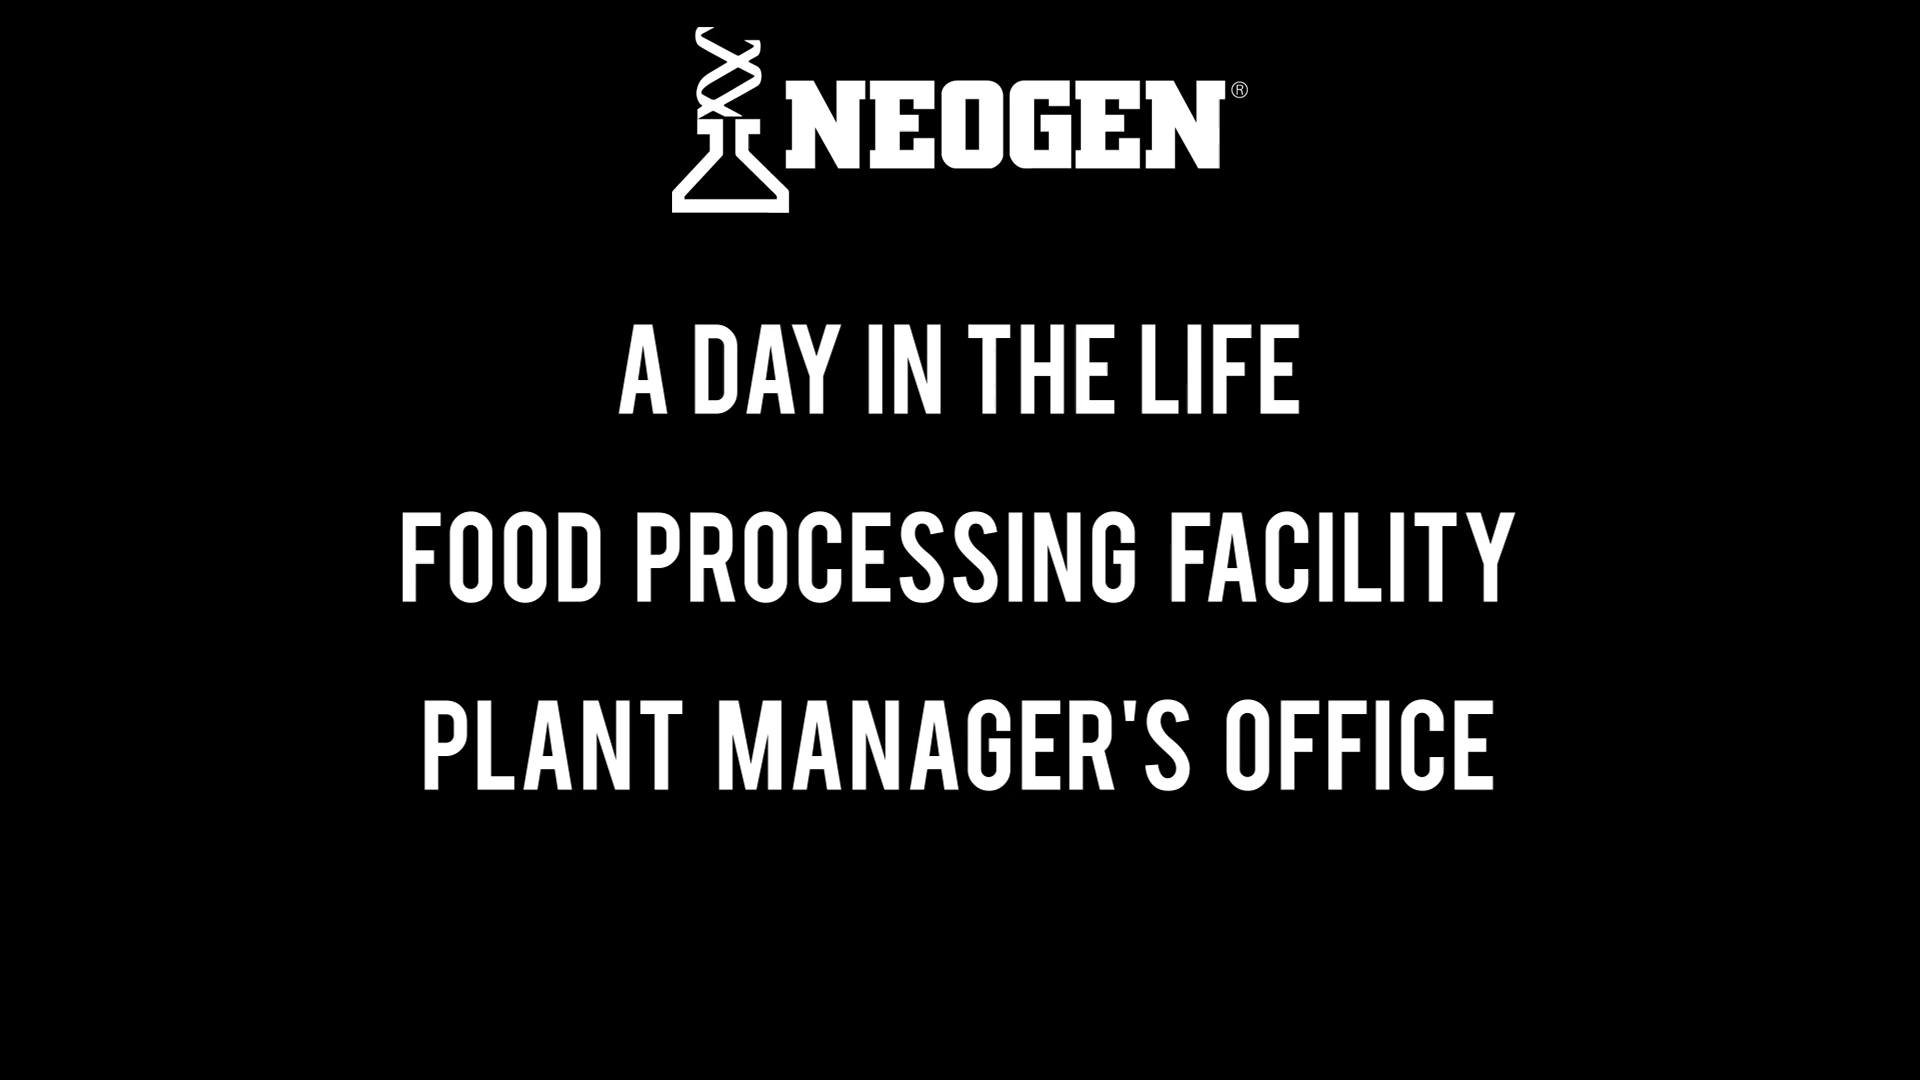 NEOGEN®
A DAY IN THE LIFE
FOOD PROCESSING FACILITY
PLANT MANAGER'S OFFICE